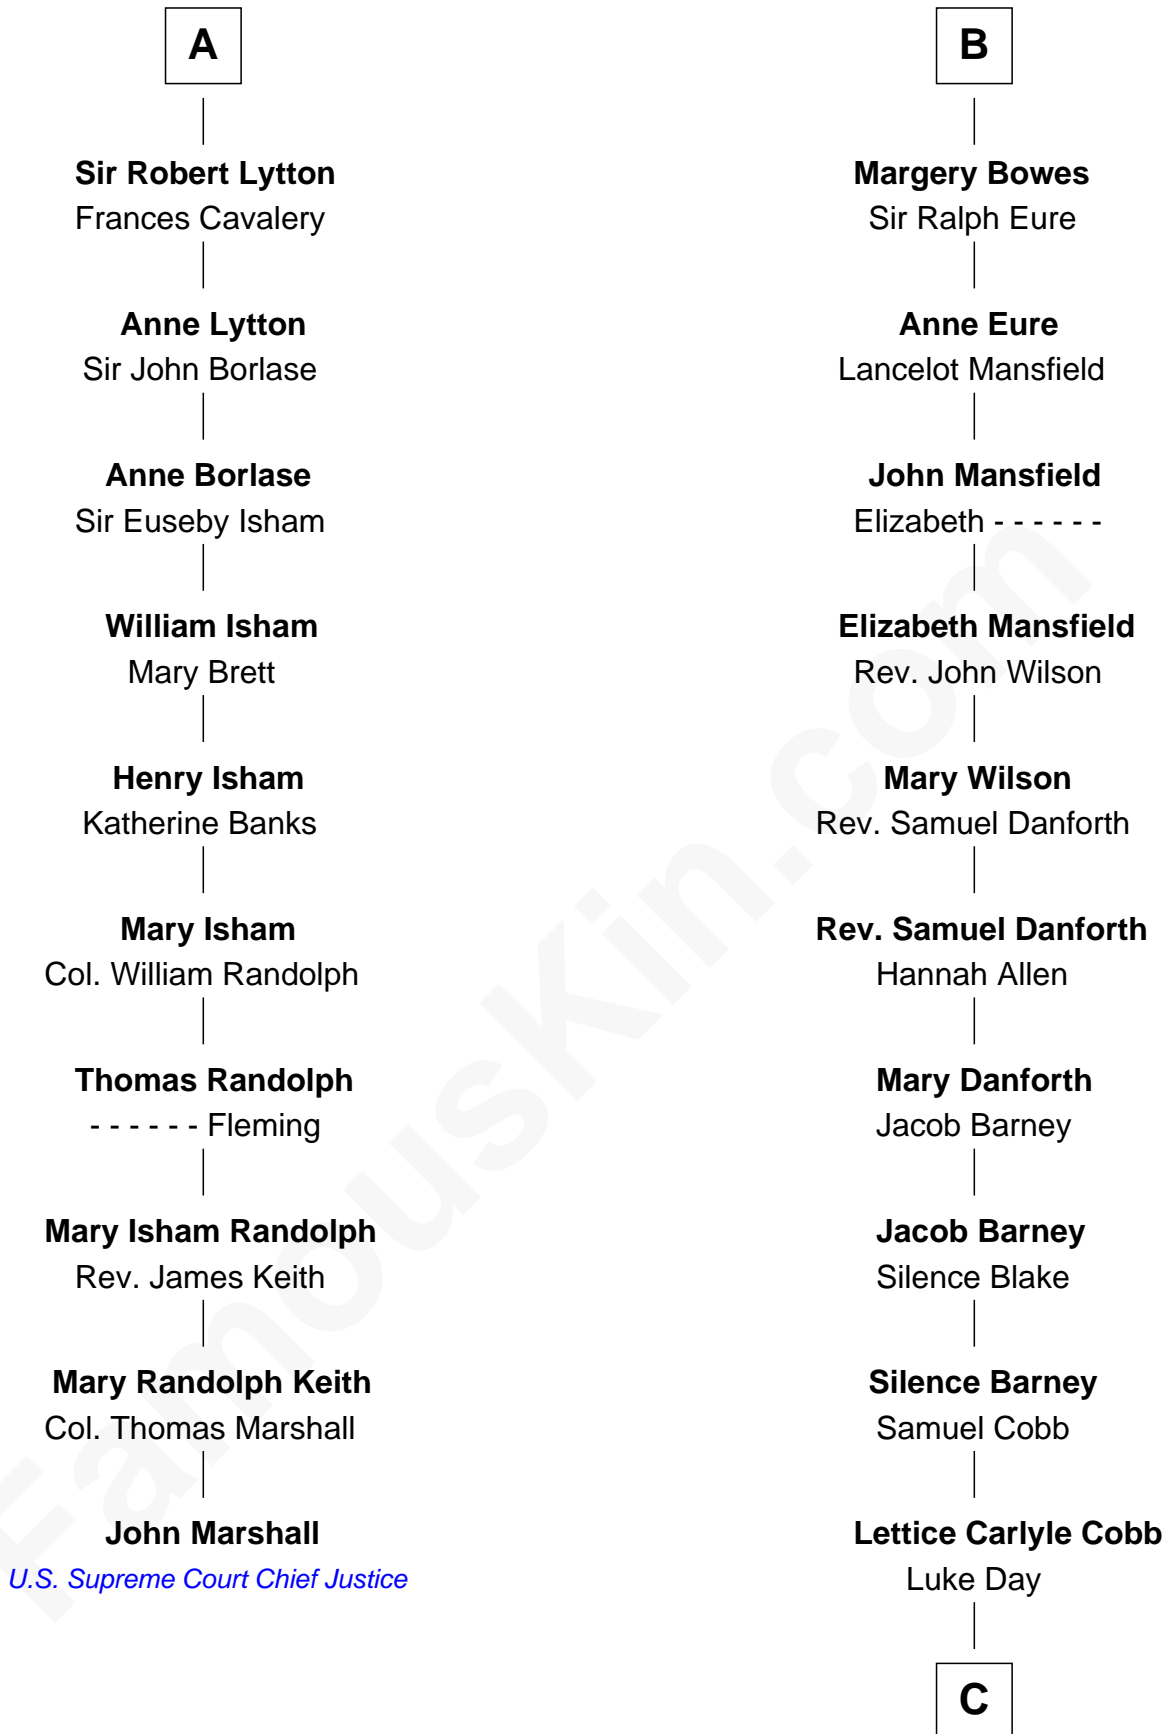 A
Sir Robert Lytton
Frances Cavalery
Anne Lytton
Sir John Borlase
Anne Borlase
Sir Euseby Isham
William Isham
Mary Brett
Henry Isham
Katherine Banks
Mary Isham
Col. William Randolph
Thomas Randolph
- - - - - - Fleming
Mary Isham Randolph
Rev. James Keith
Mary Randolph Keith
Col. Thomas Marshall
John Marshall
U.S. Supreme Court Chief Justice
B
Margery Bowes
Sir Ralph Eure
Anne Eure
Lancelot Mansfield
John Mansfield
Elizabeth - - - - - -
Elizabeth Mansfield
Rev. John Wilson
Mary Wilson
Rev. Samuel Danforth
Rev. Samuel Danforth
Hannah Allen
Mary Danforth
Jacob Barney
Jacob Barney
Silence Blake
Silence Barney
Samuel Cobb
Lettice Carlyle Cobb
Luke Day
C
FamousKin.com